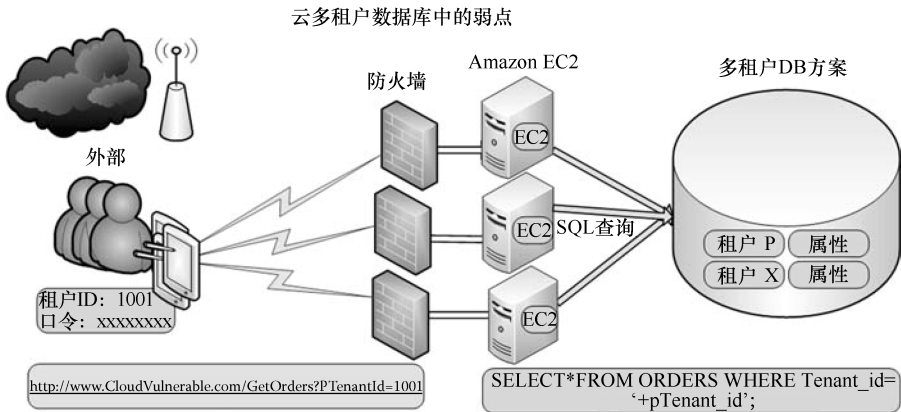 云多租户数据库中的弱点
Amazon EC2
防火墙
多租户DB方案
外部
EC2
EC2
SQL查询
EC2
租户 P
属性
租户 X
属性
租户ID：1001
口令：xxxxxxxx
http://www.CloudVulnerable.com/GetOrders?PTenantId=1001
SELECT*FROM ORDERS WHERE Tenant_id=
‘+pTenant_id’;